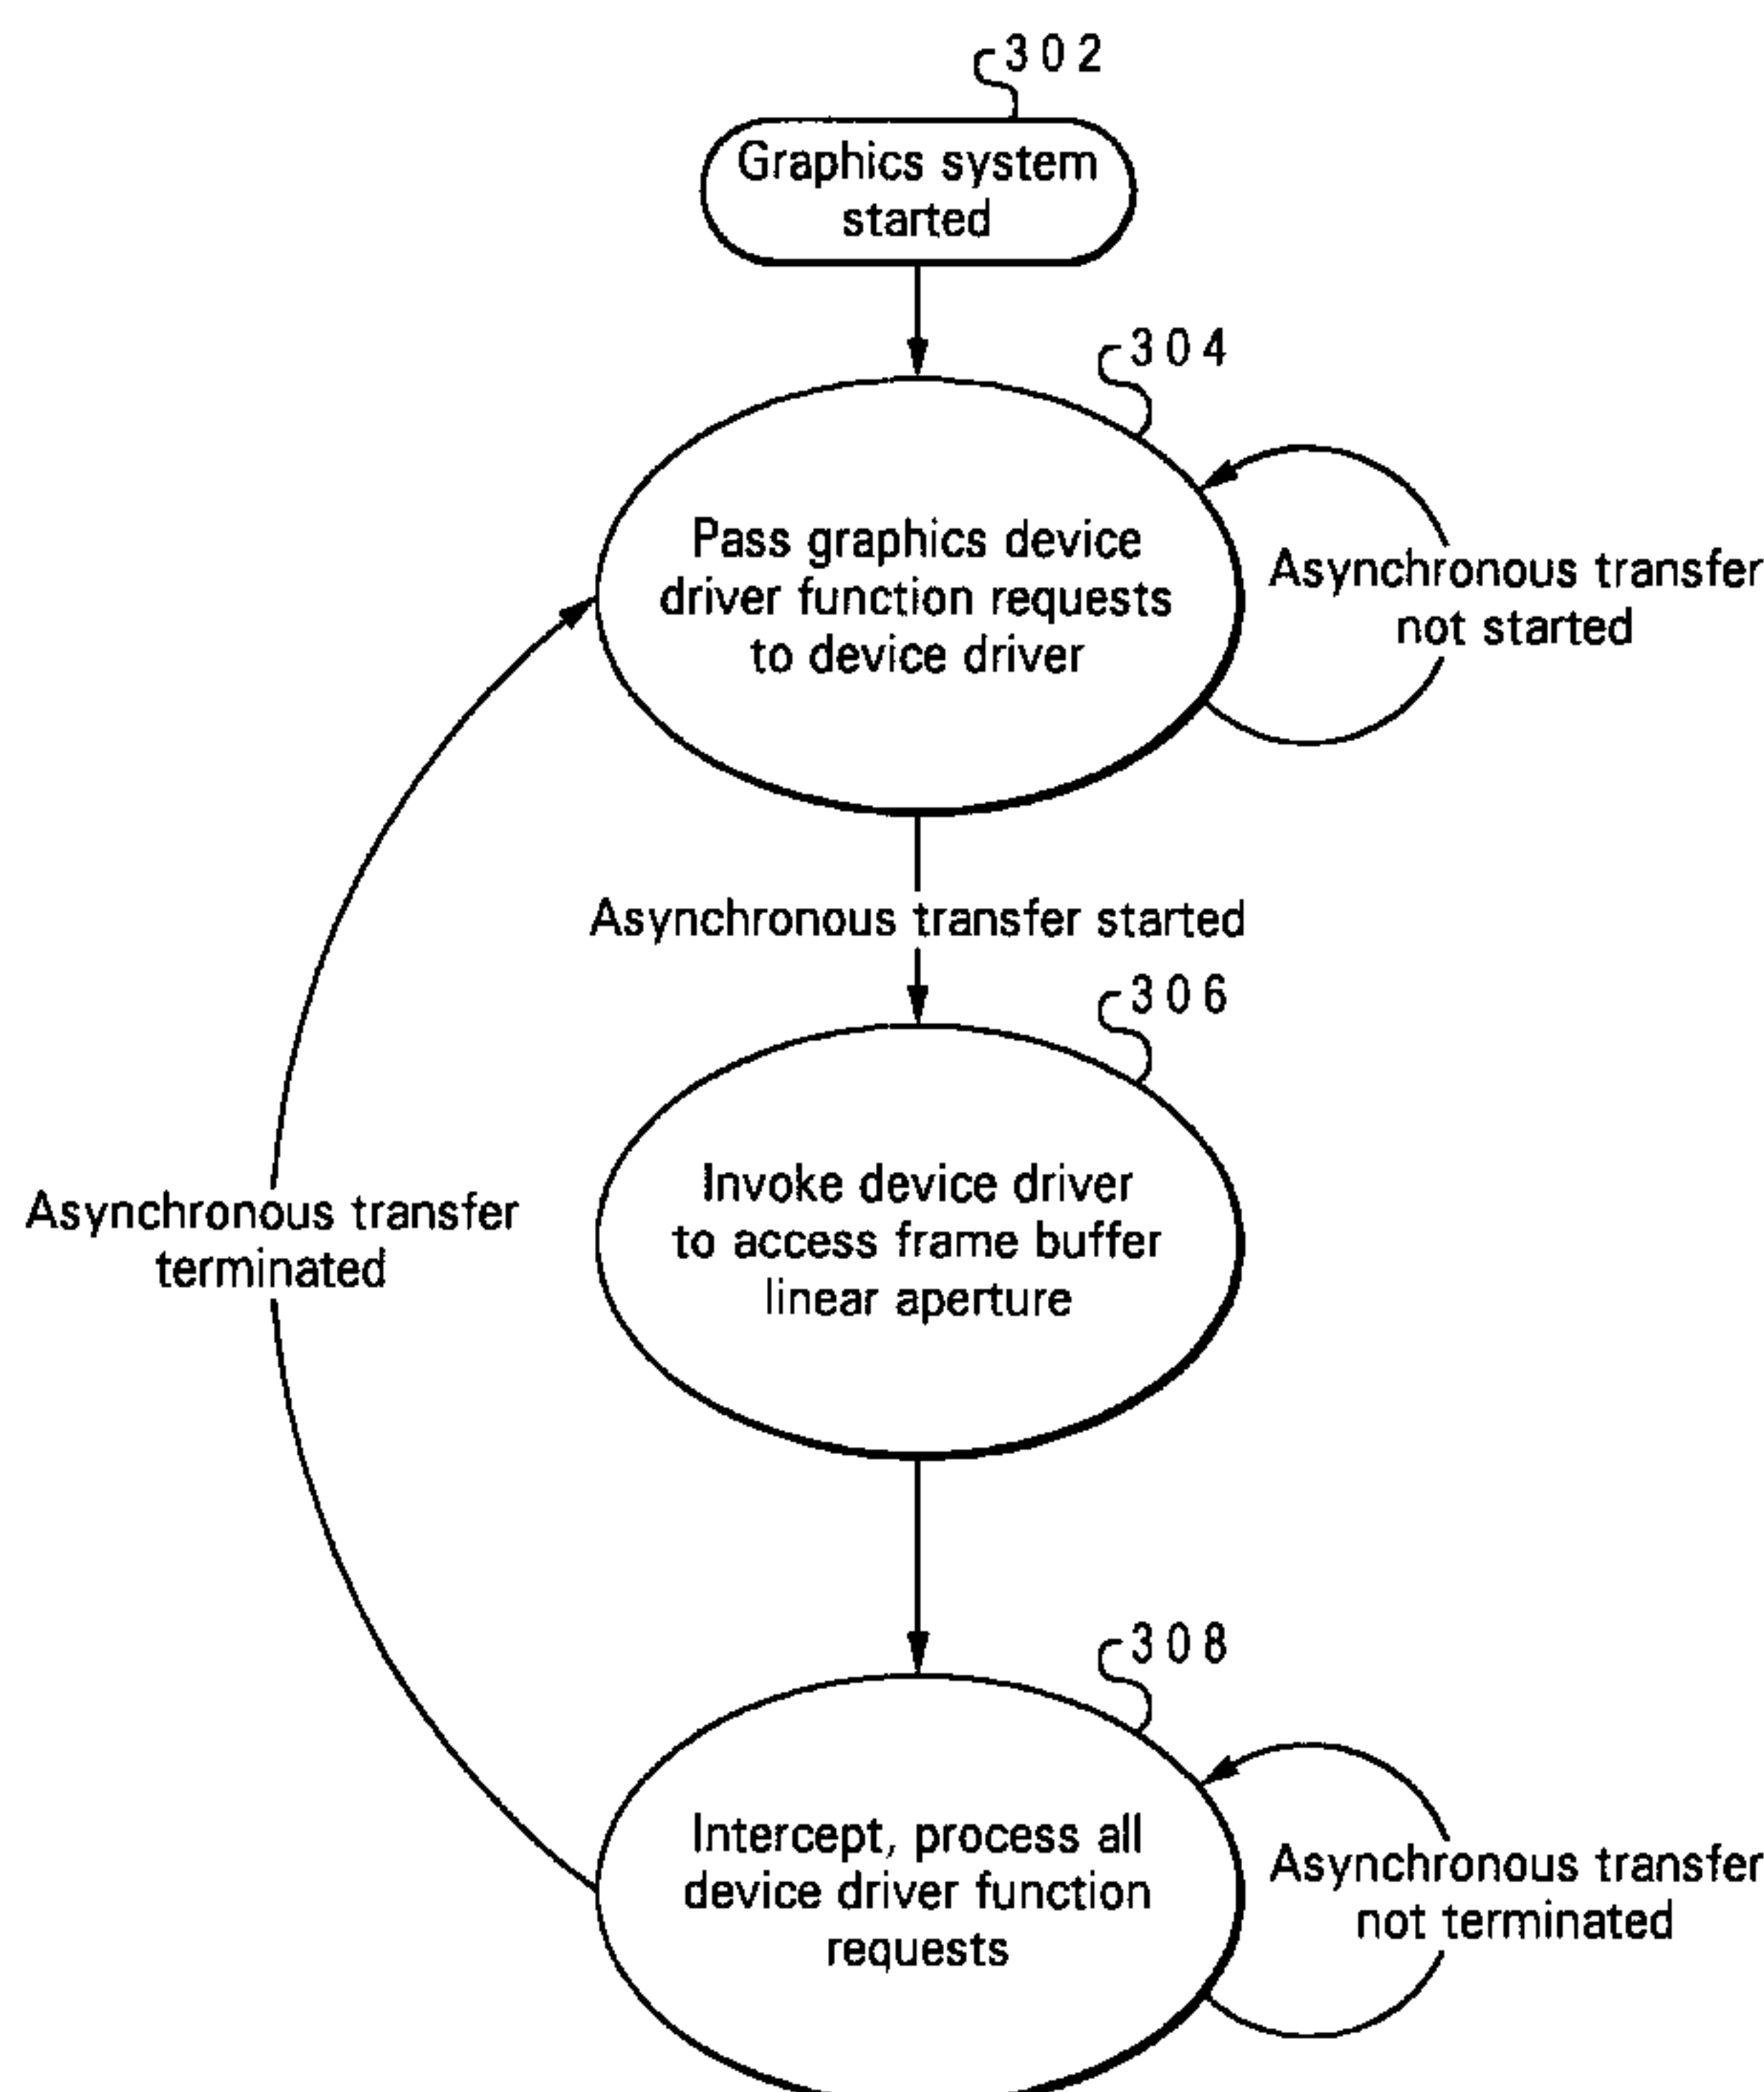 302
Graphics system
started
304
Pass graphics device
driver function requests
to device driver
Asynchronous transfer
not started
Asynchronous transfer started
306
Invoke device driver
to access frame buffer
linear aperture
Asynchronous transfer
terminated
308
Intercept, process all
device driver function
requests
Asynchronous transfer
not terminated